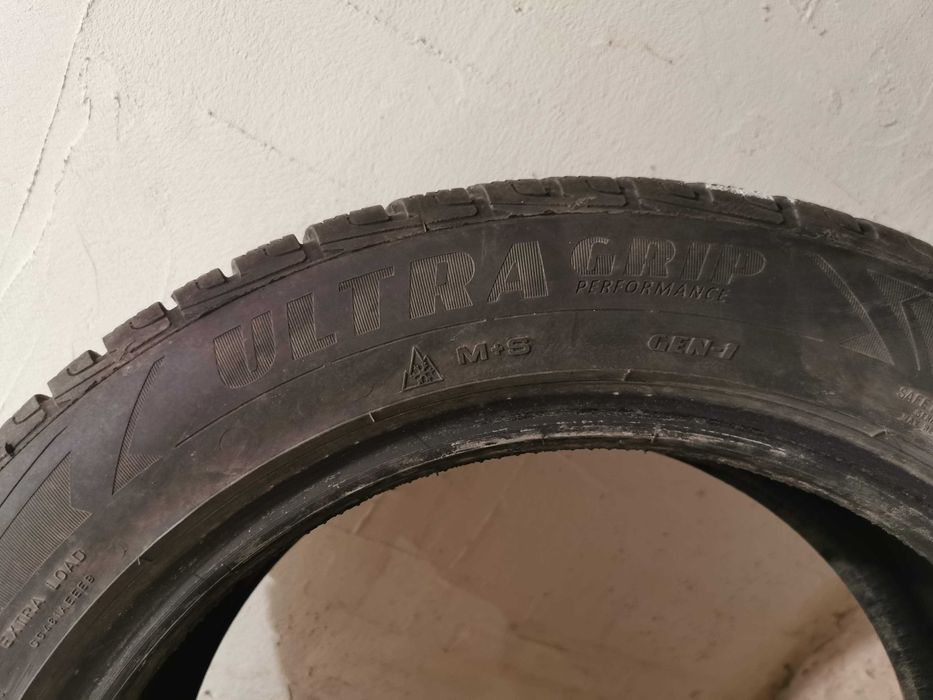 ULTRA GRIP
PERFORMANCE
M+S
GEN-1
EXTRA LOAD